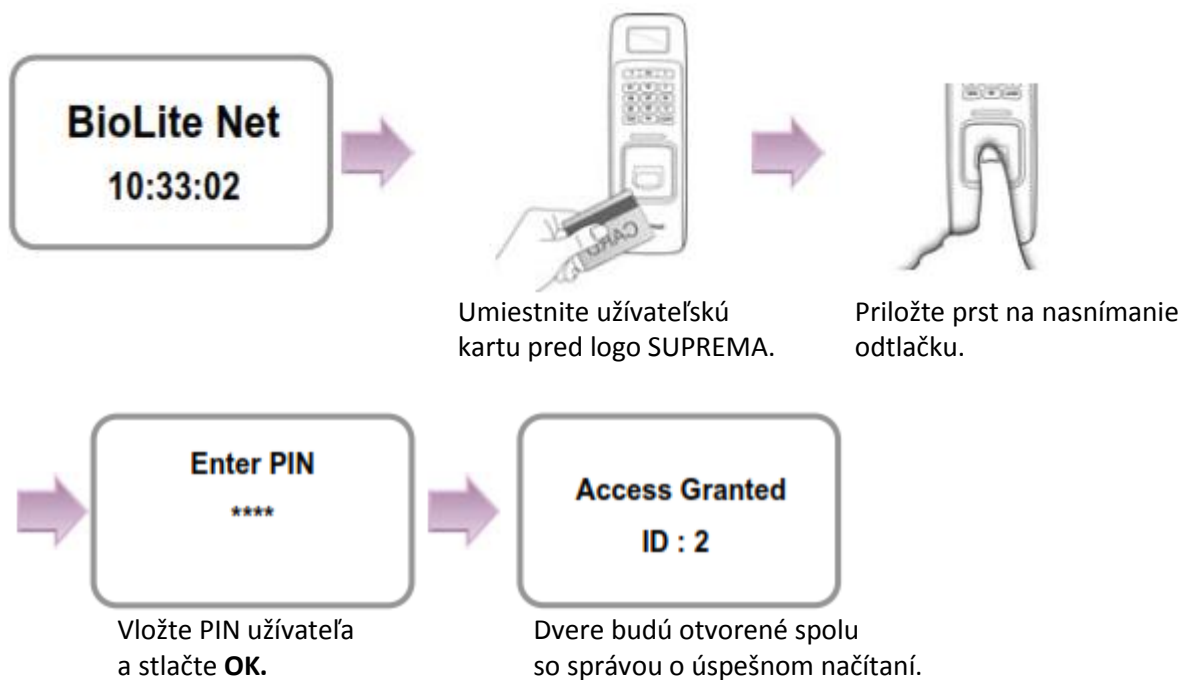 BioLite Net
10:33:02
CARD
Umiestnite užívateľskú
kartu pred logo SUPREMA.
Priložte prst na nasnímanie
odtlačku.
Enter PIN
****
Vložte PIN užívateľa
a stlačte OK.
Access Granted
ID : 2
Dvere budú otvorené spolu
so správou o úspešnom načítaní.